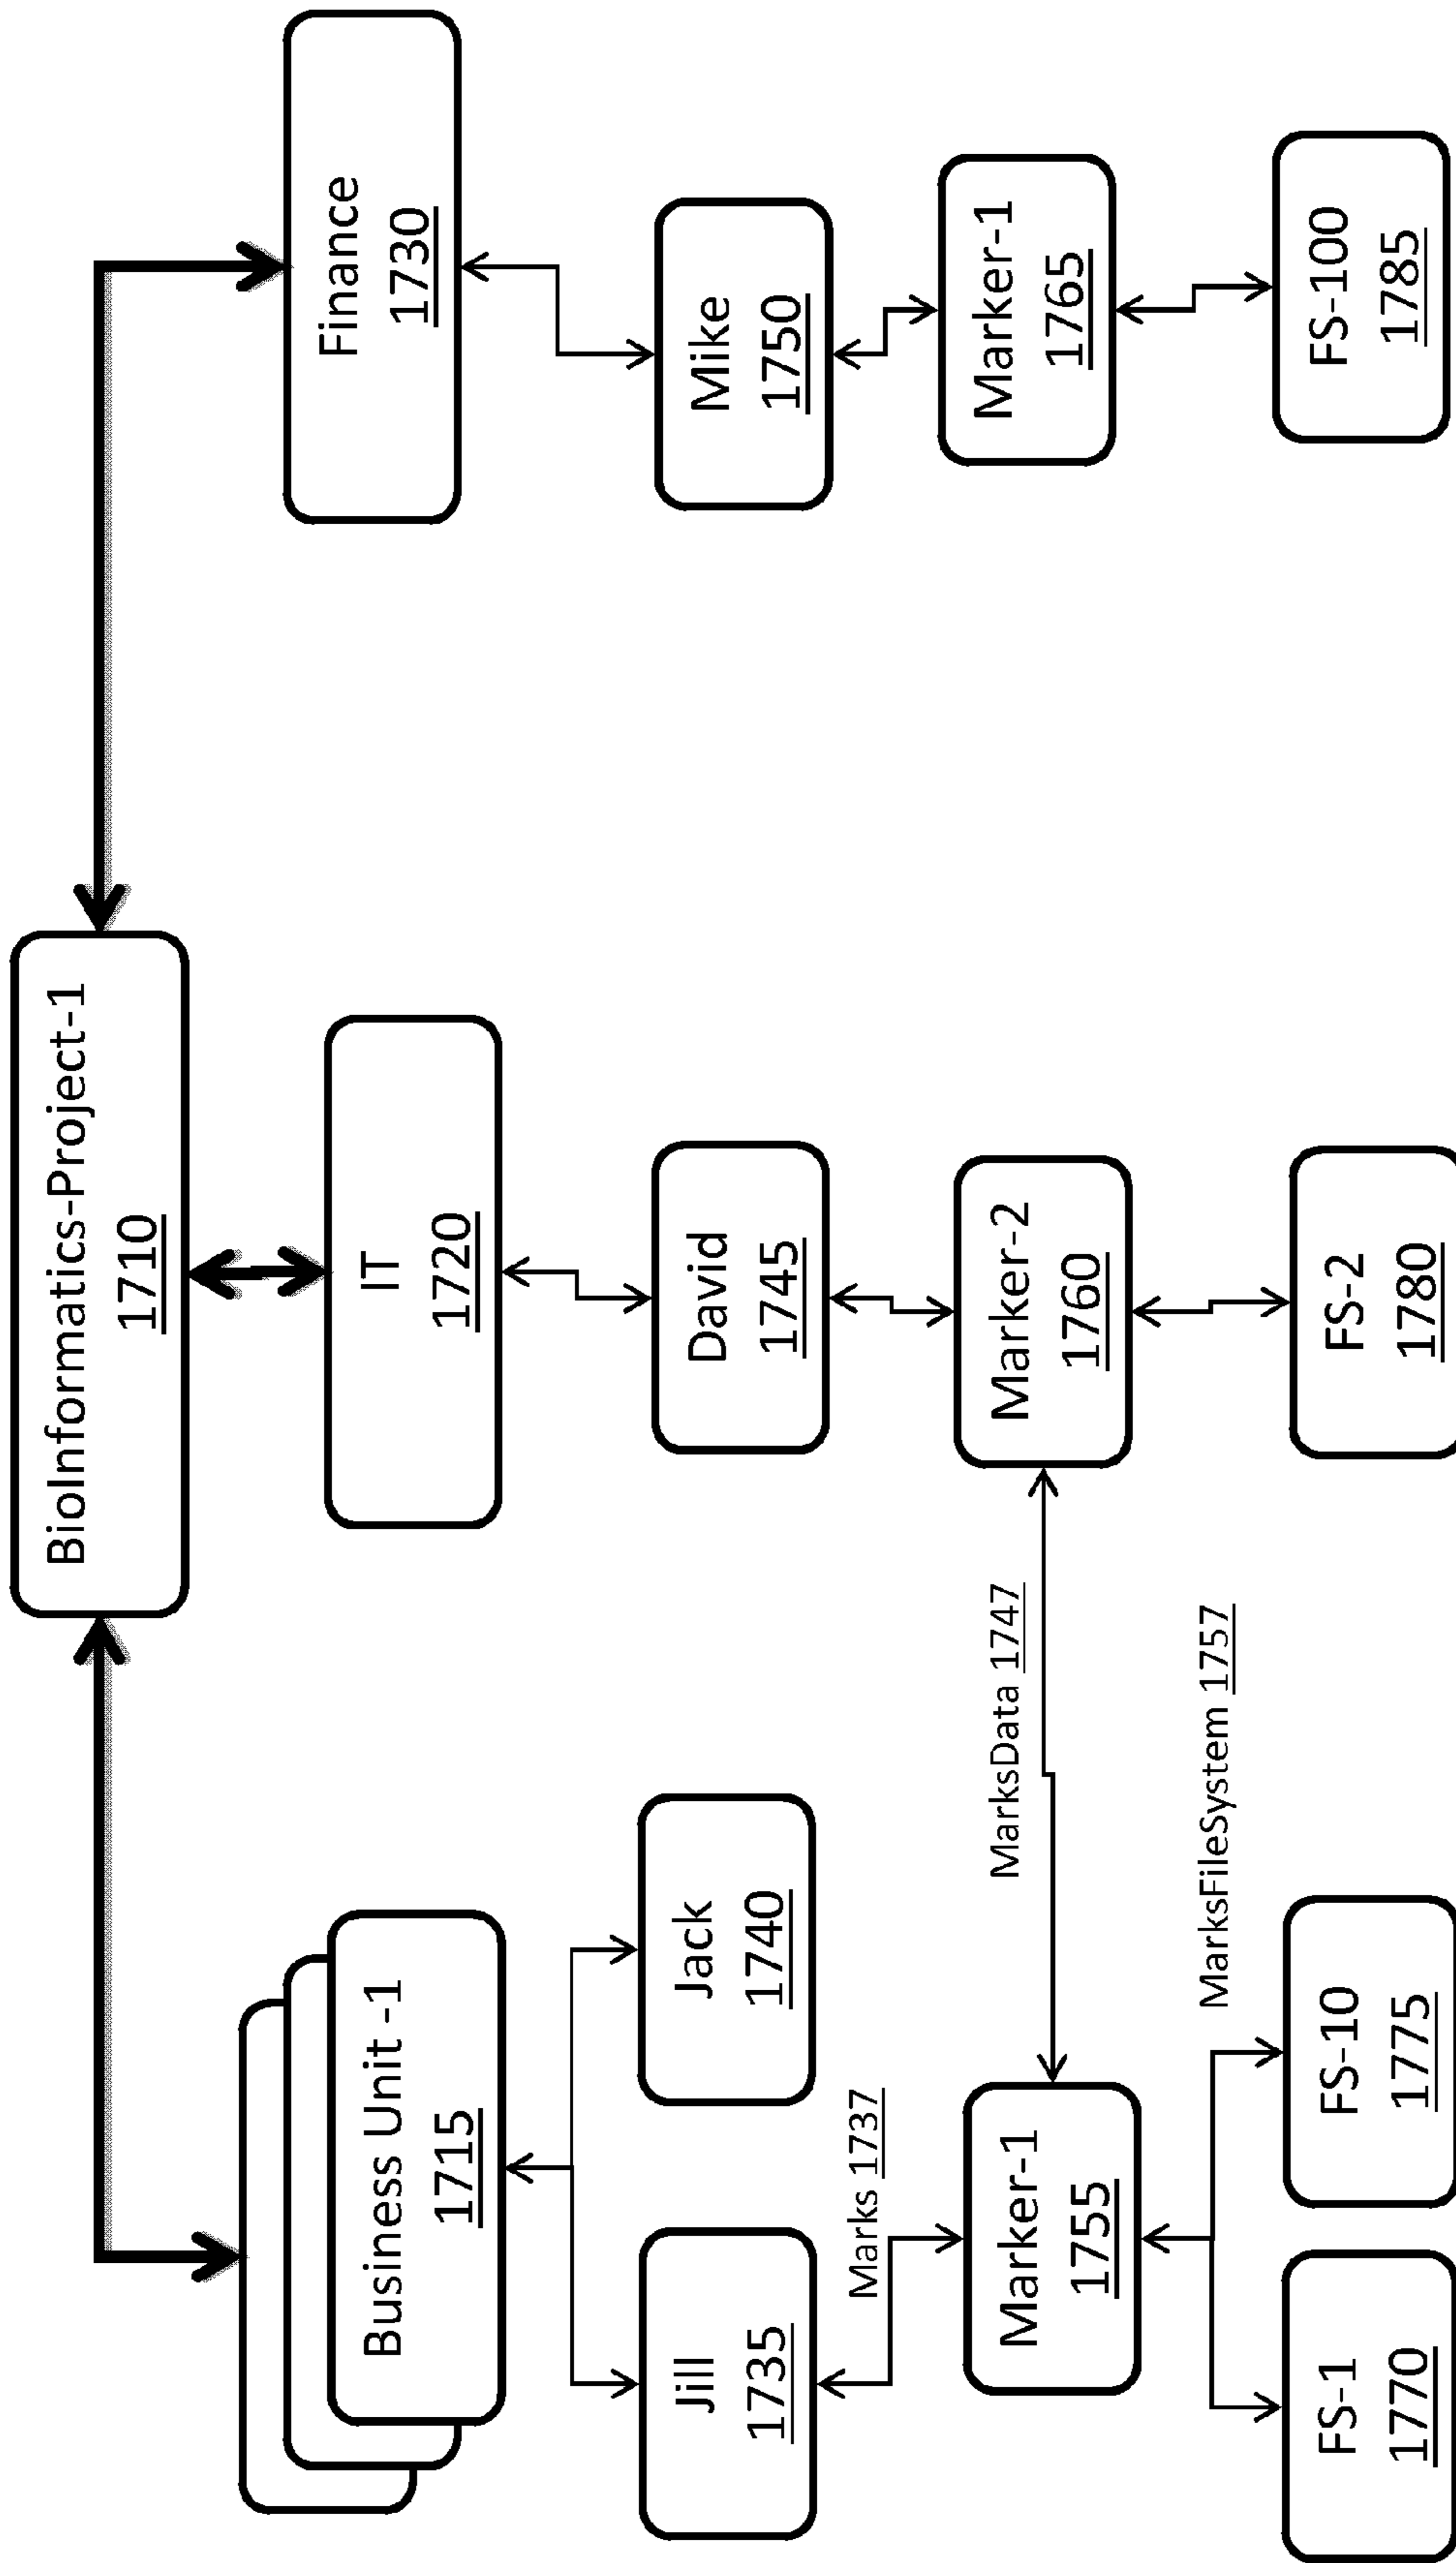 BioInformatics-Project-1
1710
Business Unit -1
1715
IT
1720
Finance
1730
Jill
1735
Jack
1740
David
1745
Mike
1750
Marks 1737
MarksData 1747
Marker-1
1755
Marker-2
1760
Marker-1
1765
MarksFileSystem 1757
FS-1
1770
FS-10
1775
FS-2
1780
FS-100
1785